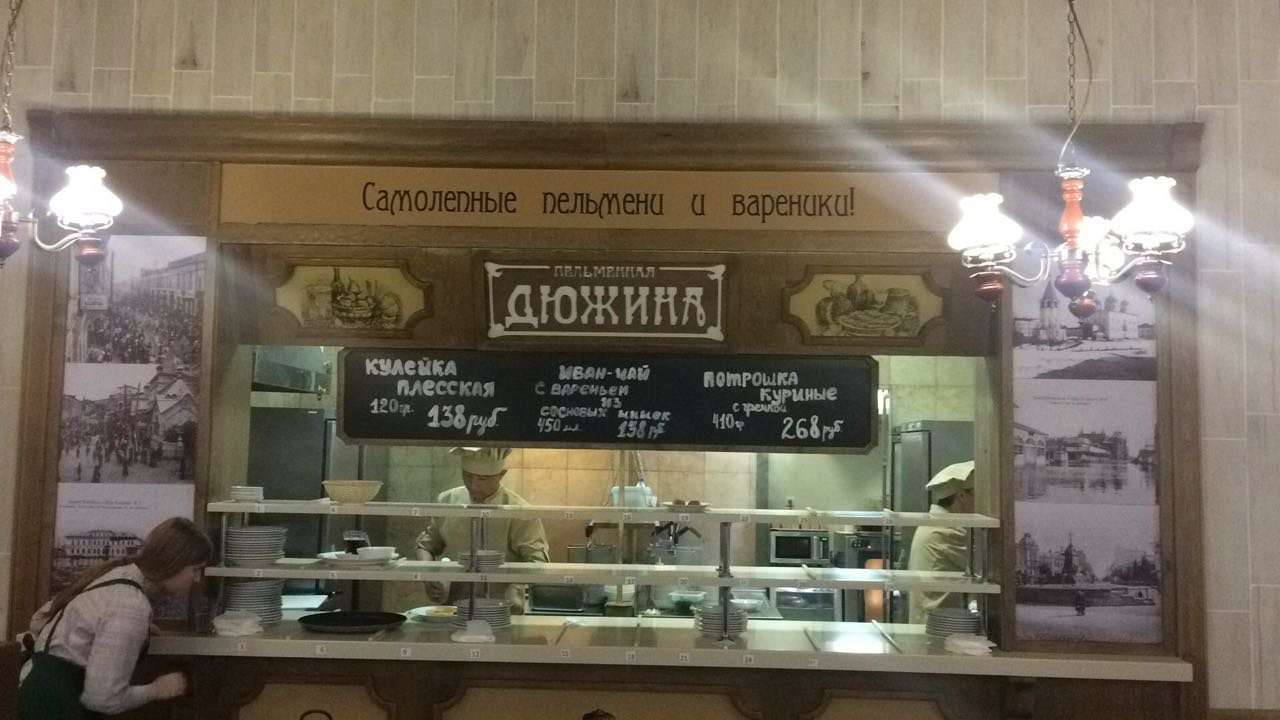 Самолепные пельмени и вареники!
ПЕЛЬМЕННАЯ
ДЮЖИНА
КУЛЕЙКА
ПЛЕССКАЯ
120гр. 138руб
ИВАН-ЧАЙ
С ВАРЕНЬЕМ
ИЗ
СОСНОВЫХ ШИШЕК
450мл 138руб
ПОТРОШКА
КУРИНЫЕ
с гречкой
410гр 268руб